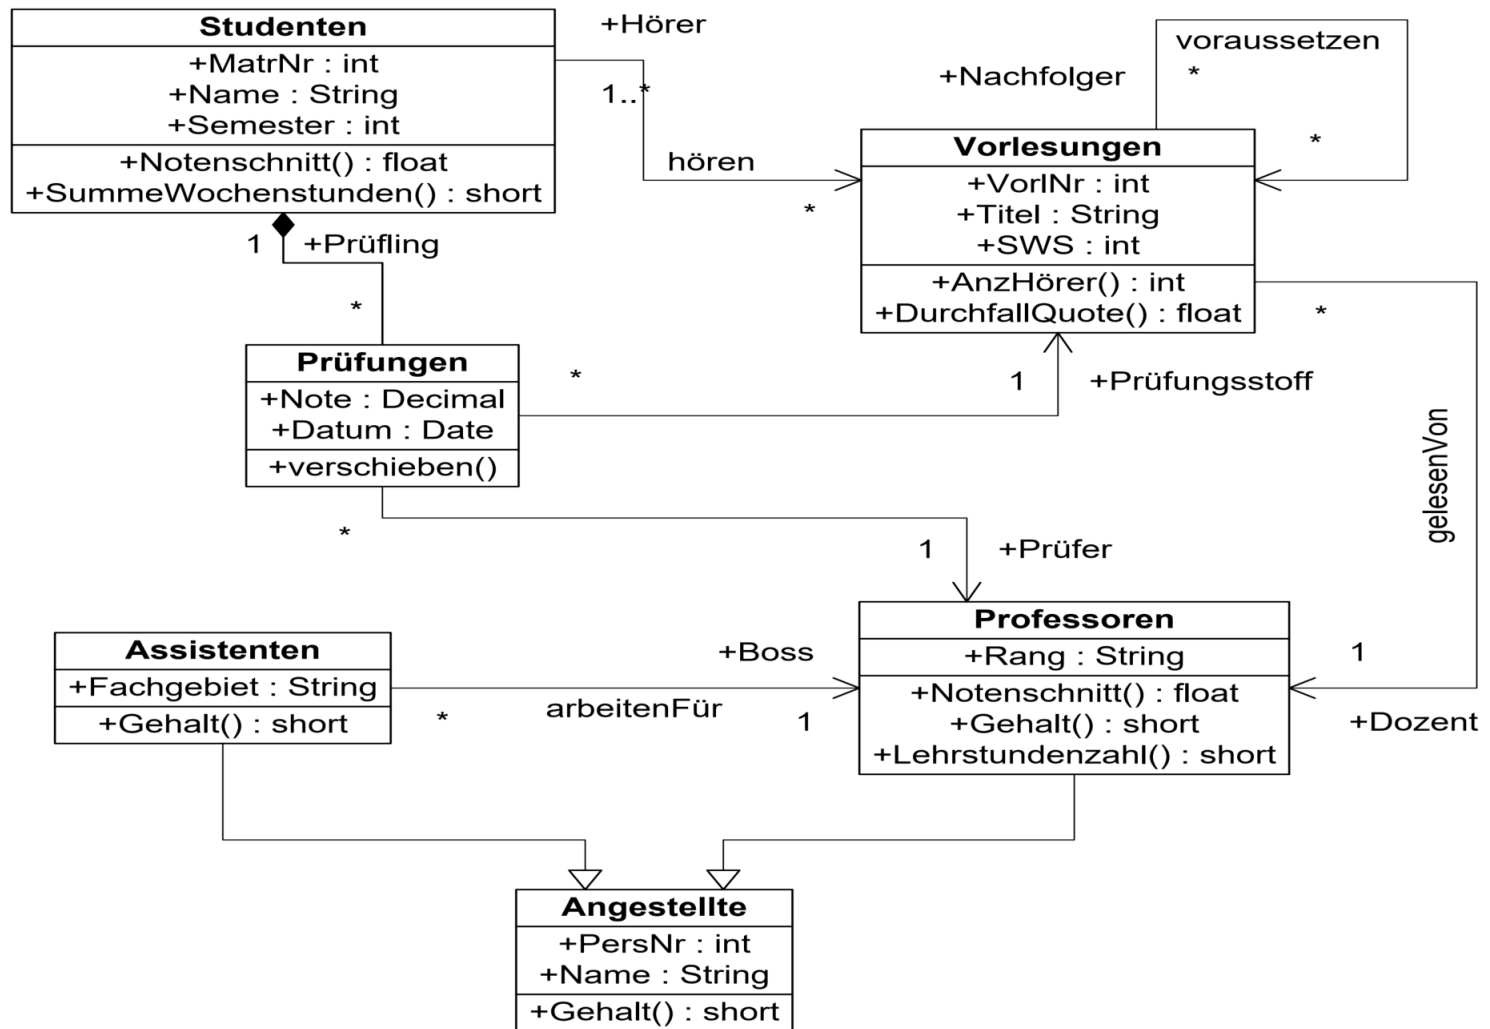 Studenten
+MatrNr : int
+Name : String
+Semester : int
+Notenschnitt() : float
+SummeWochenstunden() : short
+Hörer
1..*
hören
*
+Nachfolger
voraussetzen
*
*
Vorlesungen
+VorlNr : int
+Titel : String
+SWS : int
+AnzHörer() : int
+DurchfallQuote() : float
1
+Prüfling
*
Prüfungen
+Note : Decimal
+Datum : Date
+verschieben()
*
1
+Prüfungsstoff
*
gelesenVon
1
+Dozent
*
1
+Prüfer
Assistenten
+Fachgebiet : String
+Gehalt() : short
*
arbeitenFür
+Boss
1
Professoren
+Rang : String
+Notenschnitt() : float
+Gehalt() : short
+Lehrstundenzahl() : short
Angestellte
+PersNr : int
+Name : String
+Gehalt() : short